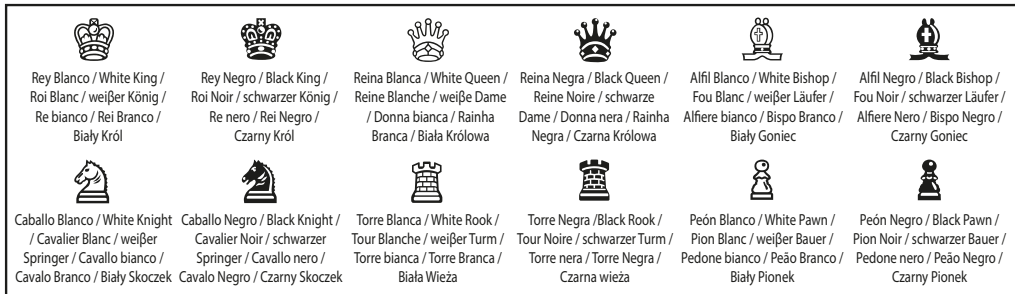 Rey Blanco / White King /
Roi Blanc / weiβer König /
Re bianco / Rei Branco /
Biały Król
Rey Negro / Black King /
Roi Noir / schwarzer König /
Re nero / Rei Negro /
Czarny Król
Reina Blanca / White Queen /
Reine Blanche / weiβe Dame
/ Donna bianca / Rainha
Branca / Biała Królowa
Reina Negra / Black Queen /
Reine Noire / schwarze
Dame / Donna nera / Rainha
Negra / Czarna Królowa
Alfil Blanco / White Bishop /
Fou Blanc / weiβer Läufer /
Alfiere bianco / Bispo Branco /
Biały Goniec
Alfil Negro / Black Bishop /
Fou Noir / schwarzer Läufer /
Alfiere Nero / Bispo Negro /
Czarny Goniec
Caballo Blanco / White Knight
/ Cavalier Blanc / weiβer
Springer / Cavallo bianco /
Cavalo Branco / Biały Skoczek
Caballo Negro / Black Knight /
Cavalier Noir / schwarzer
Springer / Cavallo nero /
Cavalo Negro / Czarny Skoczek
Torre Blanca / White Rook /
Tour Blanche / weiβer Turm /
Torre bianca / Torre Branca /
Biała Wieża
Torre Negra /Black Rook /
Tour Noire / schwarzer Turm /
Torre nera / Torre Negra /
Czarna wieża
Peón Blanco / White Pawn /
Pion Blanc / weiβer Bauer /
Pedone bianco / Peão Branco /
Biały Pionek
Peón Negro / Black Pawn /
Pion Noir / schwarzer Bauer /
Pedone nero / Peão Negro /
Czarny Pionek